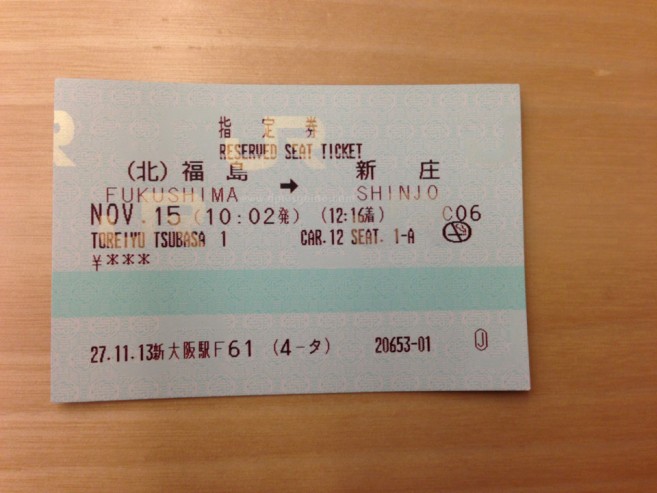 指定券
RESERVED SEAT TICKET
(北)福島 → 新庄
FUKUSHIMA SHINJO
NOV.15 (10:02発) (12:16着) C06
TOREIYU TSUBASA 1 CAR.12 SEAT. 1-A
¥***
27.11.13新大阪駅F61 (4-タ) 20653-01 Ⓙ